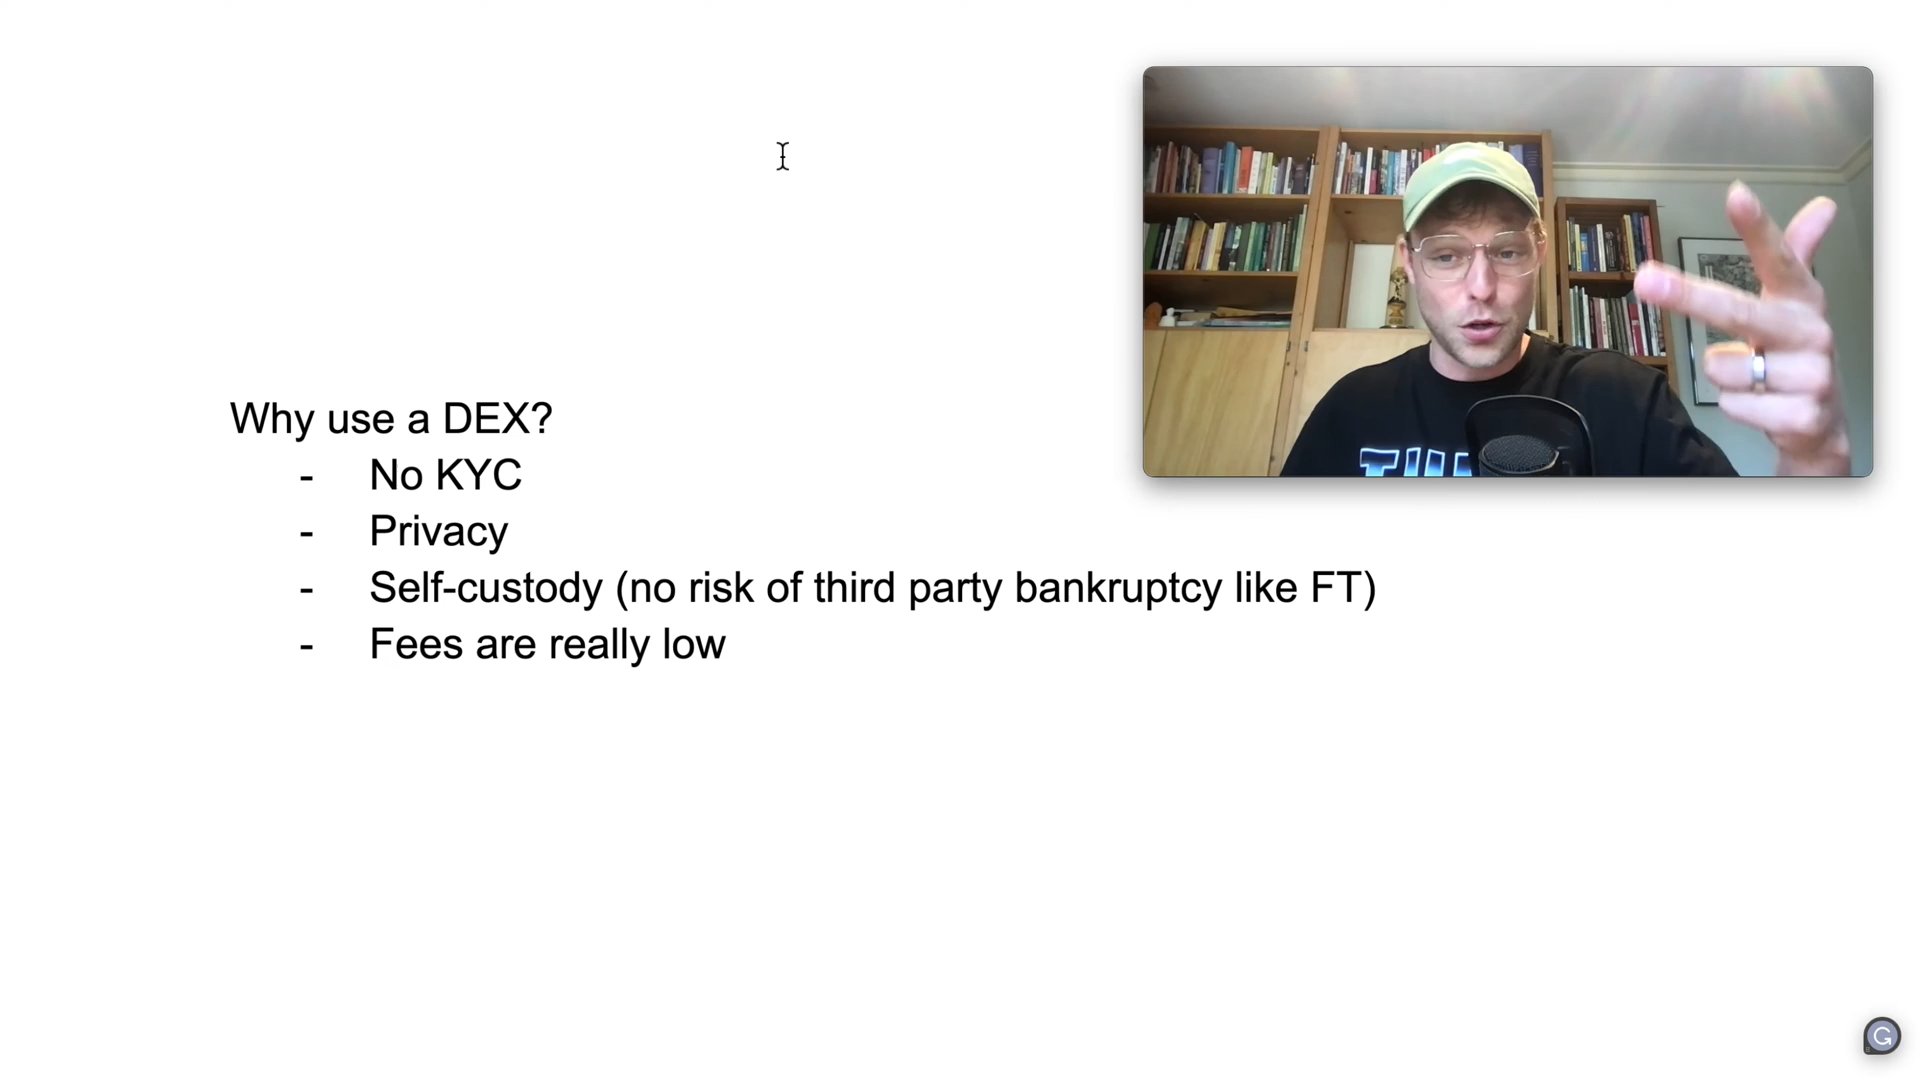 Why use a DEX?
- No KYC
- Privacy
- Self-custody (no risk of third party bankruptcy like FT)
- Fees are really low